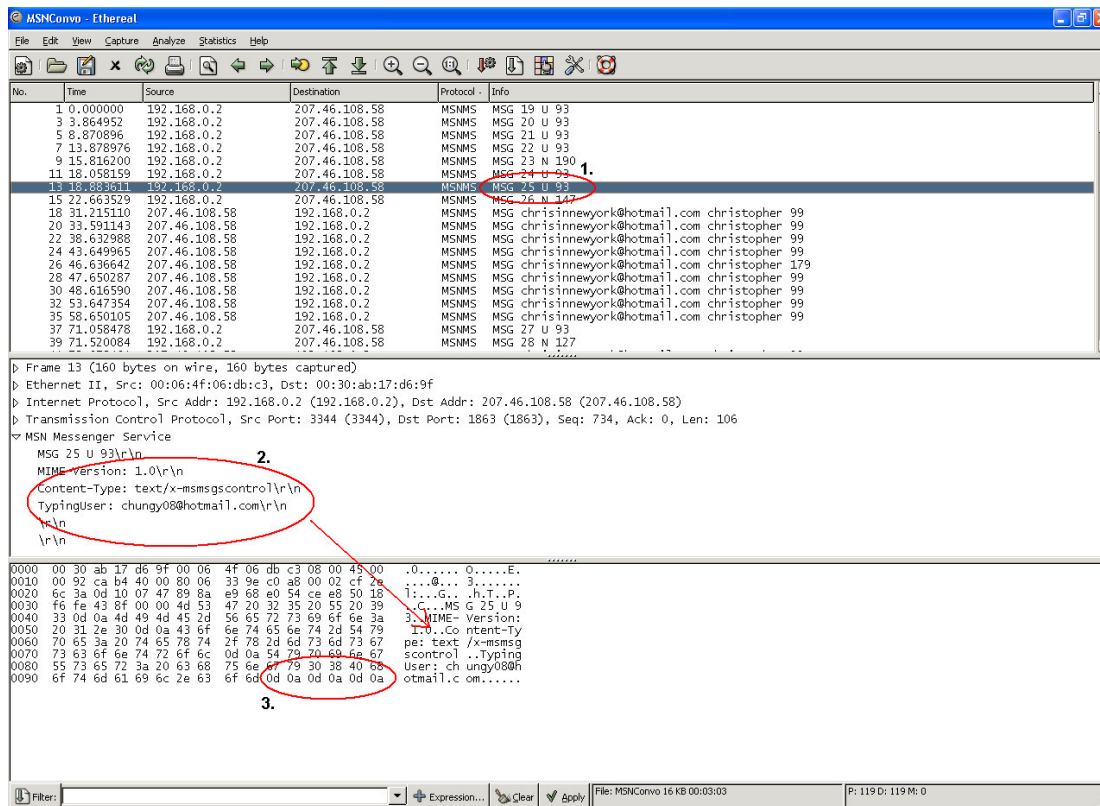 MSNConvo - Ethereal
File Edit View Capture Analyze Statistics Help
No. Time Source Destination Protocol Info
1 0.000000 192.168.0.2 207.46.108.58 MSNMS MSG 19 U 93
3 3.864952 192.168.0.2 207.46.108.58 MSNMS MSG 20 U 93
5 8.870896 192.168.0.2 207.46.108.58 MSNMS MSG 21 U 93
7 13.878976 192.168.0.2 207.46.108.58 MSNMS MSG 22 U 93
9 15.816200 192.168.0.2 207.46.108.58 MSNMS MSG 23 N 190
1.
11 18.058159 192.168.0.2 207.46.108.58 MSNMS MSG 24 U 93
13 18.883611 192.168.0.2 207.46.108.58 MSNMS MSG 25 U 93
15 22.663529 192.168.0.2 207.46.108.58 MSNMS MSG 26 N 147
18 31.215110 207.46.108.58 192.168.0.2 MSNMS MSG chrisinnewyork@hotmail.com christopher 99
20 33.591143 207.46.108.58 192.168.0.2 MSNMS MSG chrisinnewyork@hotmail.com christopher 99
22 38.632988 207.46.108.58 192.168.0.2 MSNMS MSG chrisinnewyork@hotmail.com christopher 99
24 43.649965 207.46.108.58 192.168.0.2 MSNMS MSG chrisinnewyork@hotmail.com christopher 99
26 46.636642 207.46.108.58 192.168.0.2 MSNMS MSG chrisinnewyork@hotmail.com christopher 179
28 47.650287 207.46.108.58 192.168.0.2 MSNMS MSG chrisinnewyork@hotmail.com christopher 99
30 48.616590 207.46.108.58 192.168.0.2 MSNMS MSG chrisinnewyork@hotmail.com christopher 99
32 53.647354 207.46.108.58 192.168.0.2 MSNMS MSG chrisinnewyork@hotmail.com christopher 99
35 58.650105 207.46.108.58 192.168.0.2 MSNMS MSG chrisinnewyork@hotmail.com christopher 99
37 71.058478 192.168.0.2 207.46.108.58 MSNMS MSG 27 U 93
39 71.520084 192.168.0.2 207.46.108.58 MSNMS MSG 28 N 127
Frame 13 (160 bytes on wire, 160 bytes captured)
Ethernet II, Src: 00:06:4f:06:db:c3, Dst: 00:30:ab:17:d6:9f
Internet Protocol, Src Addr: 192.168.0.2 (192.168.0.2), Dst Addr: 207.46.108.58 (207.46.108.58)
Transmission Control Protocol, Src Port: 3344 (3344), Dst Port: 1863 (1863), Seq: 734, Ack: 0, Len: 106
MSN Messenger Service
MSG 25 U 93\r\n
2.
MIME-Version: 1.0\r\n
Content-Type: text/x-msmsgscontrol\r\n
TypingUser: chungy08@hotmail.com\r\n
\r\n
\r\n
0000 00 30 ab 17 d6 9f 00 06 4f 06 db c3 08 00 45 00 .0...... O.....E.
0010 00 92 ca b4 40 00 80 06 33 9e c0 a8 00 02 cf 2e ....@... 3.......
0020 6c 3a 0d 10 07 47 89 8a e9 68 e0 54 ce e8 50 18 l:...G.. .h.T..P.
0030 f6 fe 43 8f 00 00 4d 53 47 20 32 35 20 55 20 39 ..C...MS G 25 U 9
0040 33 0d 0a 4d 49 4d 45 2d 56 65 72 73 69 6f 6e 3a 3..MIME- Version:
0050 20 31 2e 30 0d 0a 43 6f 6e 74 65 6e 74 2d 54 79 1.0..Co ntent-Ty
0060 70 65 3a 20 74 65 78 74 2f 78 2d 6d 73 6d 73 67 pe: text /x-msmsg
0070 73 63 6f 6e 74 72 6f 6c 0d 0a 54 79 70 69 6e 67 scontrol ..Typing
0080 55 73 65 72 3a 20 63 68 75 6e 67 79 30 38 40 68 User: ch ungy08@h
0090 6f 74 6d 61 69 6c 2e 63 6f 6d 0d 0a 0d 0a 0d 0a otmail.c om......
3.
Filter: Expression... Clear Apply File: MSNConvo 16 KB 00:03:03 P: 119 D: 119 M: 0